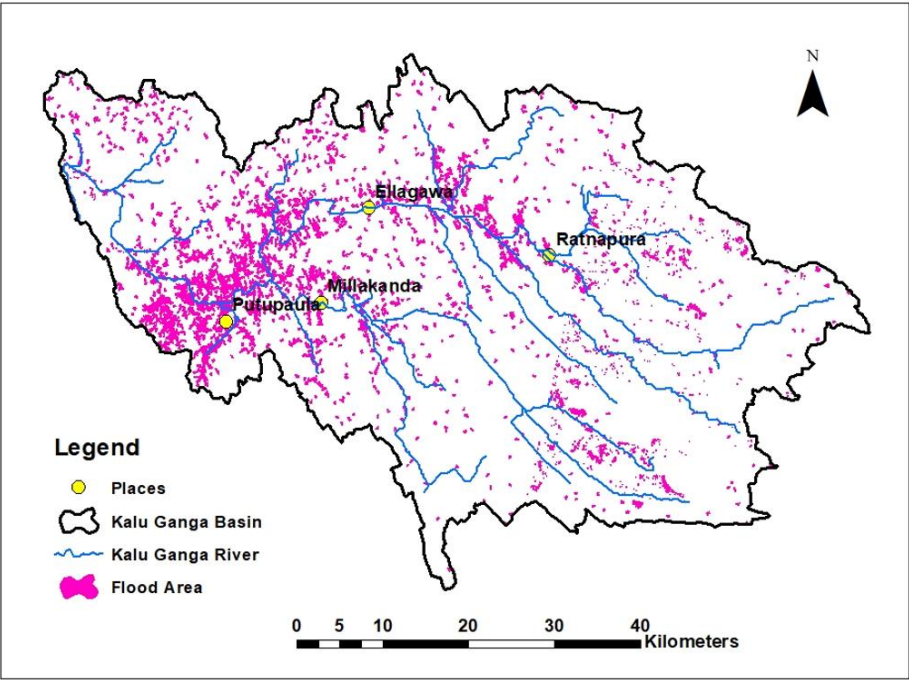 N
Ellagawa
Ratnapura
Millakanda
Putupaula
Legend
Places
Kalu Ganga Basin
Kalu Ganga River
Flood Area
0 5 10 20 30 40
Kilometers